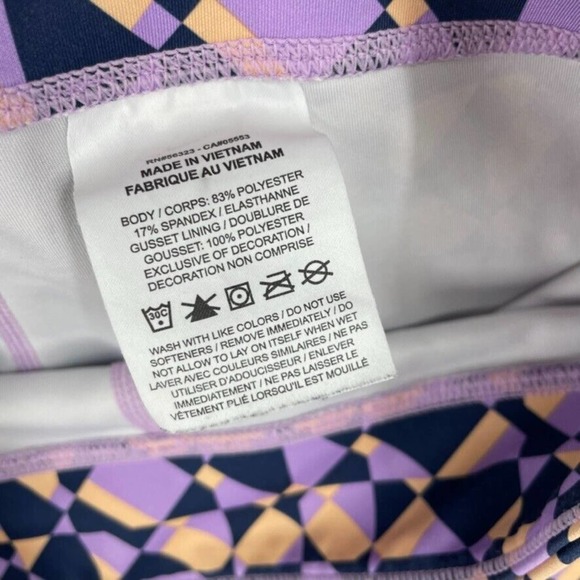 RN#56323 - CA#05553
MADE IN VIETNAM
FABRIQUE AU VIETNAM
BODY / CORPS: 83% POLYESTER
17% SPANDEX / ELASTHANNE
GUSSET LINING / DOUBLURE DE
GOUSSET: 100% POLYESTER
EXCLUSIVE OF DECORATION /
DECORATION NON COMPRISE
30C
WASH WITH LIKE COLORS / DO NOT USE
SOFTENERS / REMOVE IMMEDIATELY / DO
NOT ALLOW TO LAY ON ITSELF WHEN WET
LAVER AVEC COULEURS SIMILAIRES / NE PAS
UTILISER D'ADOUCISSEUR / ENLEVER
IMMEDIATEMENT / NE PAS LAISSER LE
VÊTEMENT PLIÉ LORSQU'IL EST MOUILLÉ